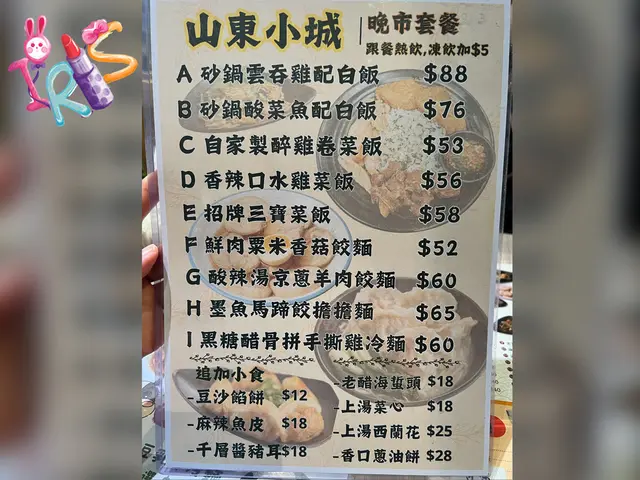 IRIS
山東小城
晚市套餐
跟餐熱飲,凍飲加$5
A 砂鍋雲吞雞配白飯 $88
B 砂鍋酸菜魚配白飯 $76
C 自家製醉雞卷菜飯 $53
D 香辣口水雞菜飯 $56
E 招牌三寶菜飯 $58
F 鮮肉粟米香菇餃麵 $52
G 酸辣湯京蔥羊肉餃麵 $60
H 墨魚馬蹄餃擔擔麵 $65
I 黑糖醋骨拼手撕雞冷麵 $60
追加小食
-豆沙餡餅 $12
-麻辣魚皮 $18
-千層醬豬耳$18
-老醋海蜇頭 $18
-上湯菜心 $18
-上湯西蘭花 $25
-香口蔥油餅 $28